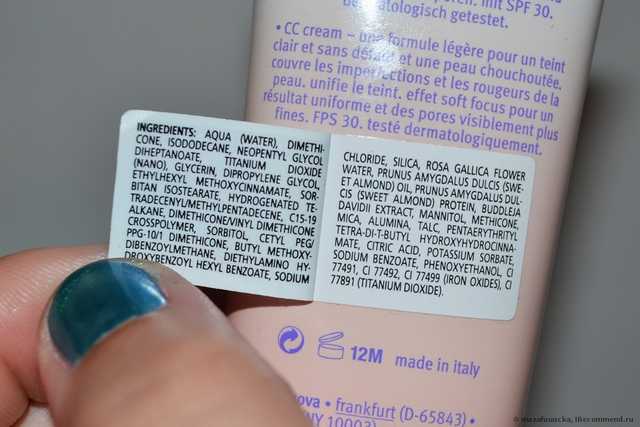 mit SPF 30.
dermatologisch getestet.
• CC cream – une formule légère pour un teint
clair et sans défaut et une peau chouchoutée.
couvre les imperfections et les rougeurs de la
peau. unifie le teint. effet soft focus pour un
résultat uniforme et des pores visiblement plus
fines. FPS 30. testé dermatologiquement.
INGREDIENTS: AQUA (WATER), DIMETHI-
CONE, ISODODECANE, NEOPENTYL GLYCOL
DIHEPTANOATE, TITANIUM DIOXIDE
(NANO), GLYCERIN, DIPROPYLENE GLYCOL,
ETHYLHEXYL METHOXYCINNAMATE, SOR-
BITAN ISOSTEARATE, HYDROGENATED TE-
TRADECENYL/METHYLPENTADECENE, C15-19
ALKANE, DIMETHICONE/VINYL DIMETHICONE
CROSSPOLYMER, SORBITOL, CETYL PEG/
PPG-10/1 DIMETHICONE, BUTYL METHOXY-
DIBENZOYLMETHANE, DIETHYLAMINO HY-
DROXYBENZOYL HEXYL BENZOATE, SODIUM
CHLORIDE, SILICA, ROSA GALLICA FLOWER
WATER, PRUNUS AMYGDALUS DULCIS (SWE-
ET ALMOND) OIL, PRUNUS AMYGDALUS DUL-
CIS (SWEET ALMOND) PROTEIN, BUDDLEJA
DAVIDII EXTRACT, MANNITOL, METHICONE,
MICA, ALUMINA, TALC, PENTAERYTHRITYL
TETRA-DI-T-BUTYL HYDROXYHYDROCINNA-
MATE, CITRIC ACID, POTASSIUM SORBATE,
SODIUM BENZOATE, PHENOXYETHANOL, CI
77491, CI 77492, CI 77499 (IRON OXIDES), CI
77891 (TITANIUM DIOXIDE).
12M made in italy
nova • frankfurt (D-65843) •
NY 10003)